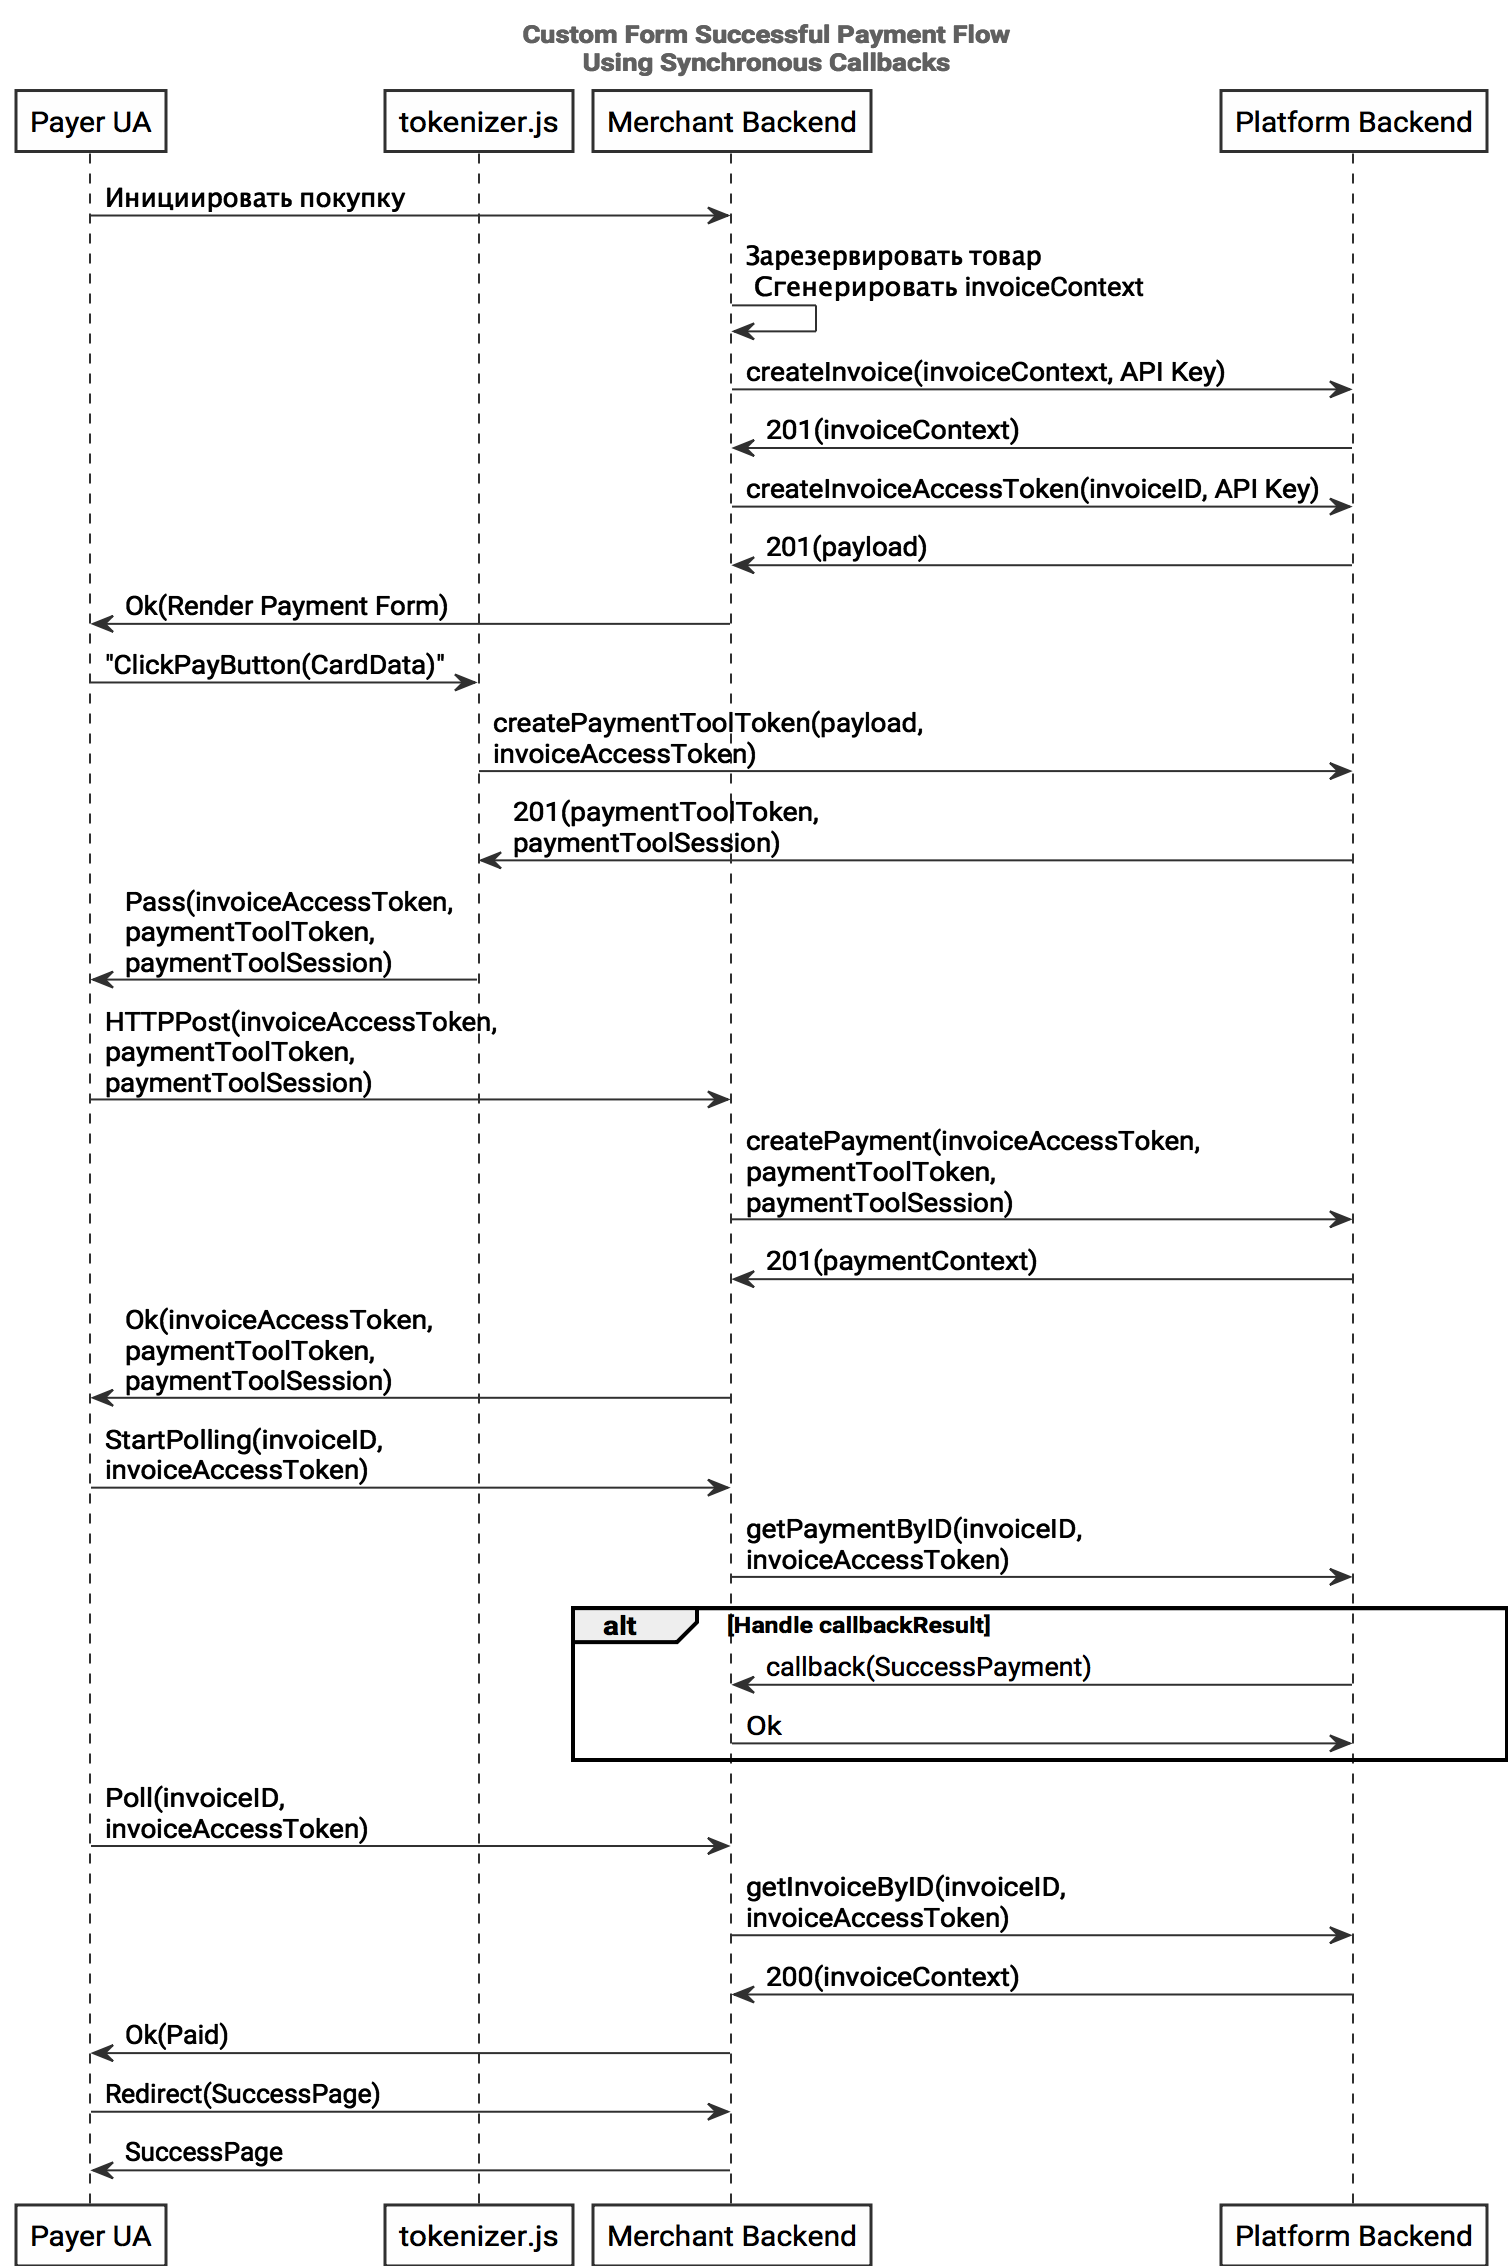 Custom Form Successful Payment Flow
Using Synchronous Callbacks
Payer UA
tokenizer.js
Merchant Backend
Platform Backend
Инициировать покупку
Зарезервировать товар
Сгенерировать invoiceContext
createInvoice(invoiceContext, API Key)
201(invoiceContext)
createInvoiceAccessToken(invoiceID, API Key)
201(payload)
Ok(Render Payment Form)
"ClickPayButton(CardData)"
createPaymentToolToken(payload,
invoiceAccessToken)
201(paymentToolToken,
paymentToolSession)
Pass(invoiceAccessToken,
paymentToolToken,
paymentToolSession)
HTTPPost(invoiceAccessToken,
paymentToolToken,
paymentToolSession)
createPayment(invoiceAccessToken,
paymentToolToken,
paymentToolSession)
201(paymentContext)
Ok(invoiceAccessToken,
paymentToolToken,
paymentToolSession)
StartPolling(invoiceID,
invoiceAccessToken)
getPaymentByID(invoiceID,
invoiceAccessToken)
alt
[Handle callbackResult]
callback(SuccessPayment)
Ok
Poll(invoiceID,
invoiceAccessToken)
getInvoiceByID(invoiceID,
invoiceAccessToken)
200(invoiceContext)
Ok(Paid)
Redirect(SuccessPage)
SuccessPage
Payer UA
tokenizer.js
Merchant Backend
Platform Backend